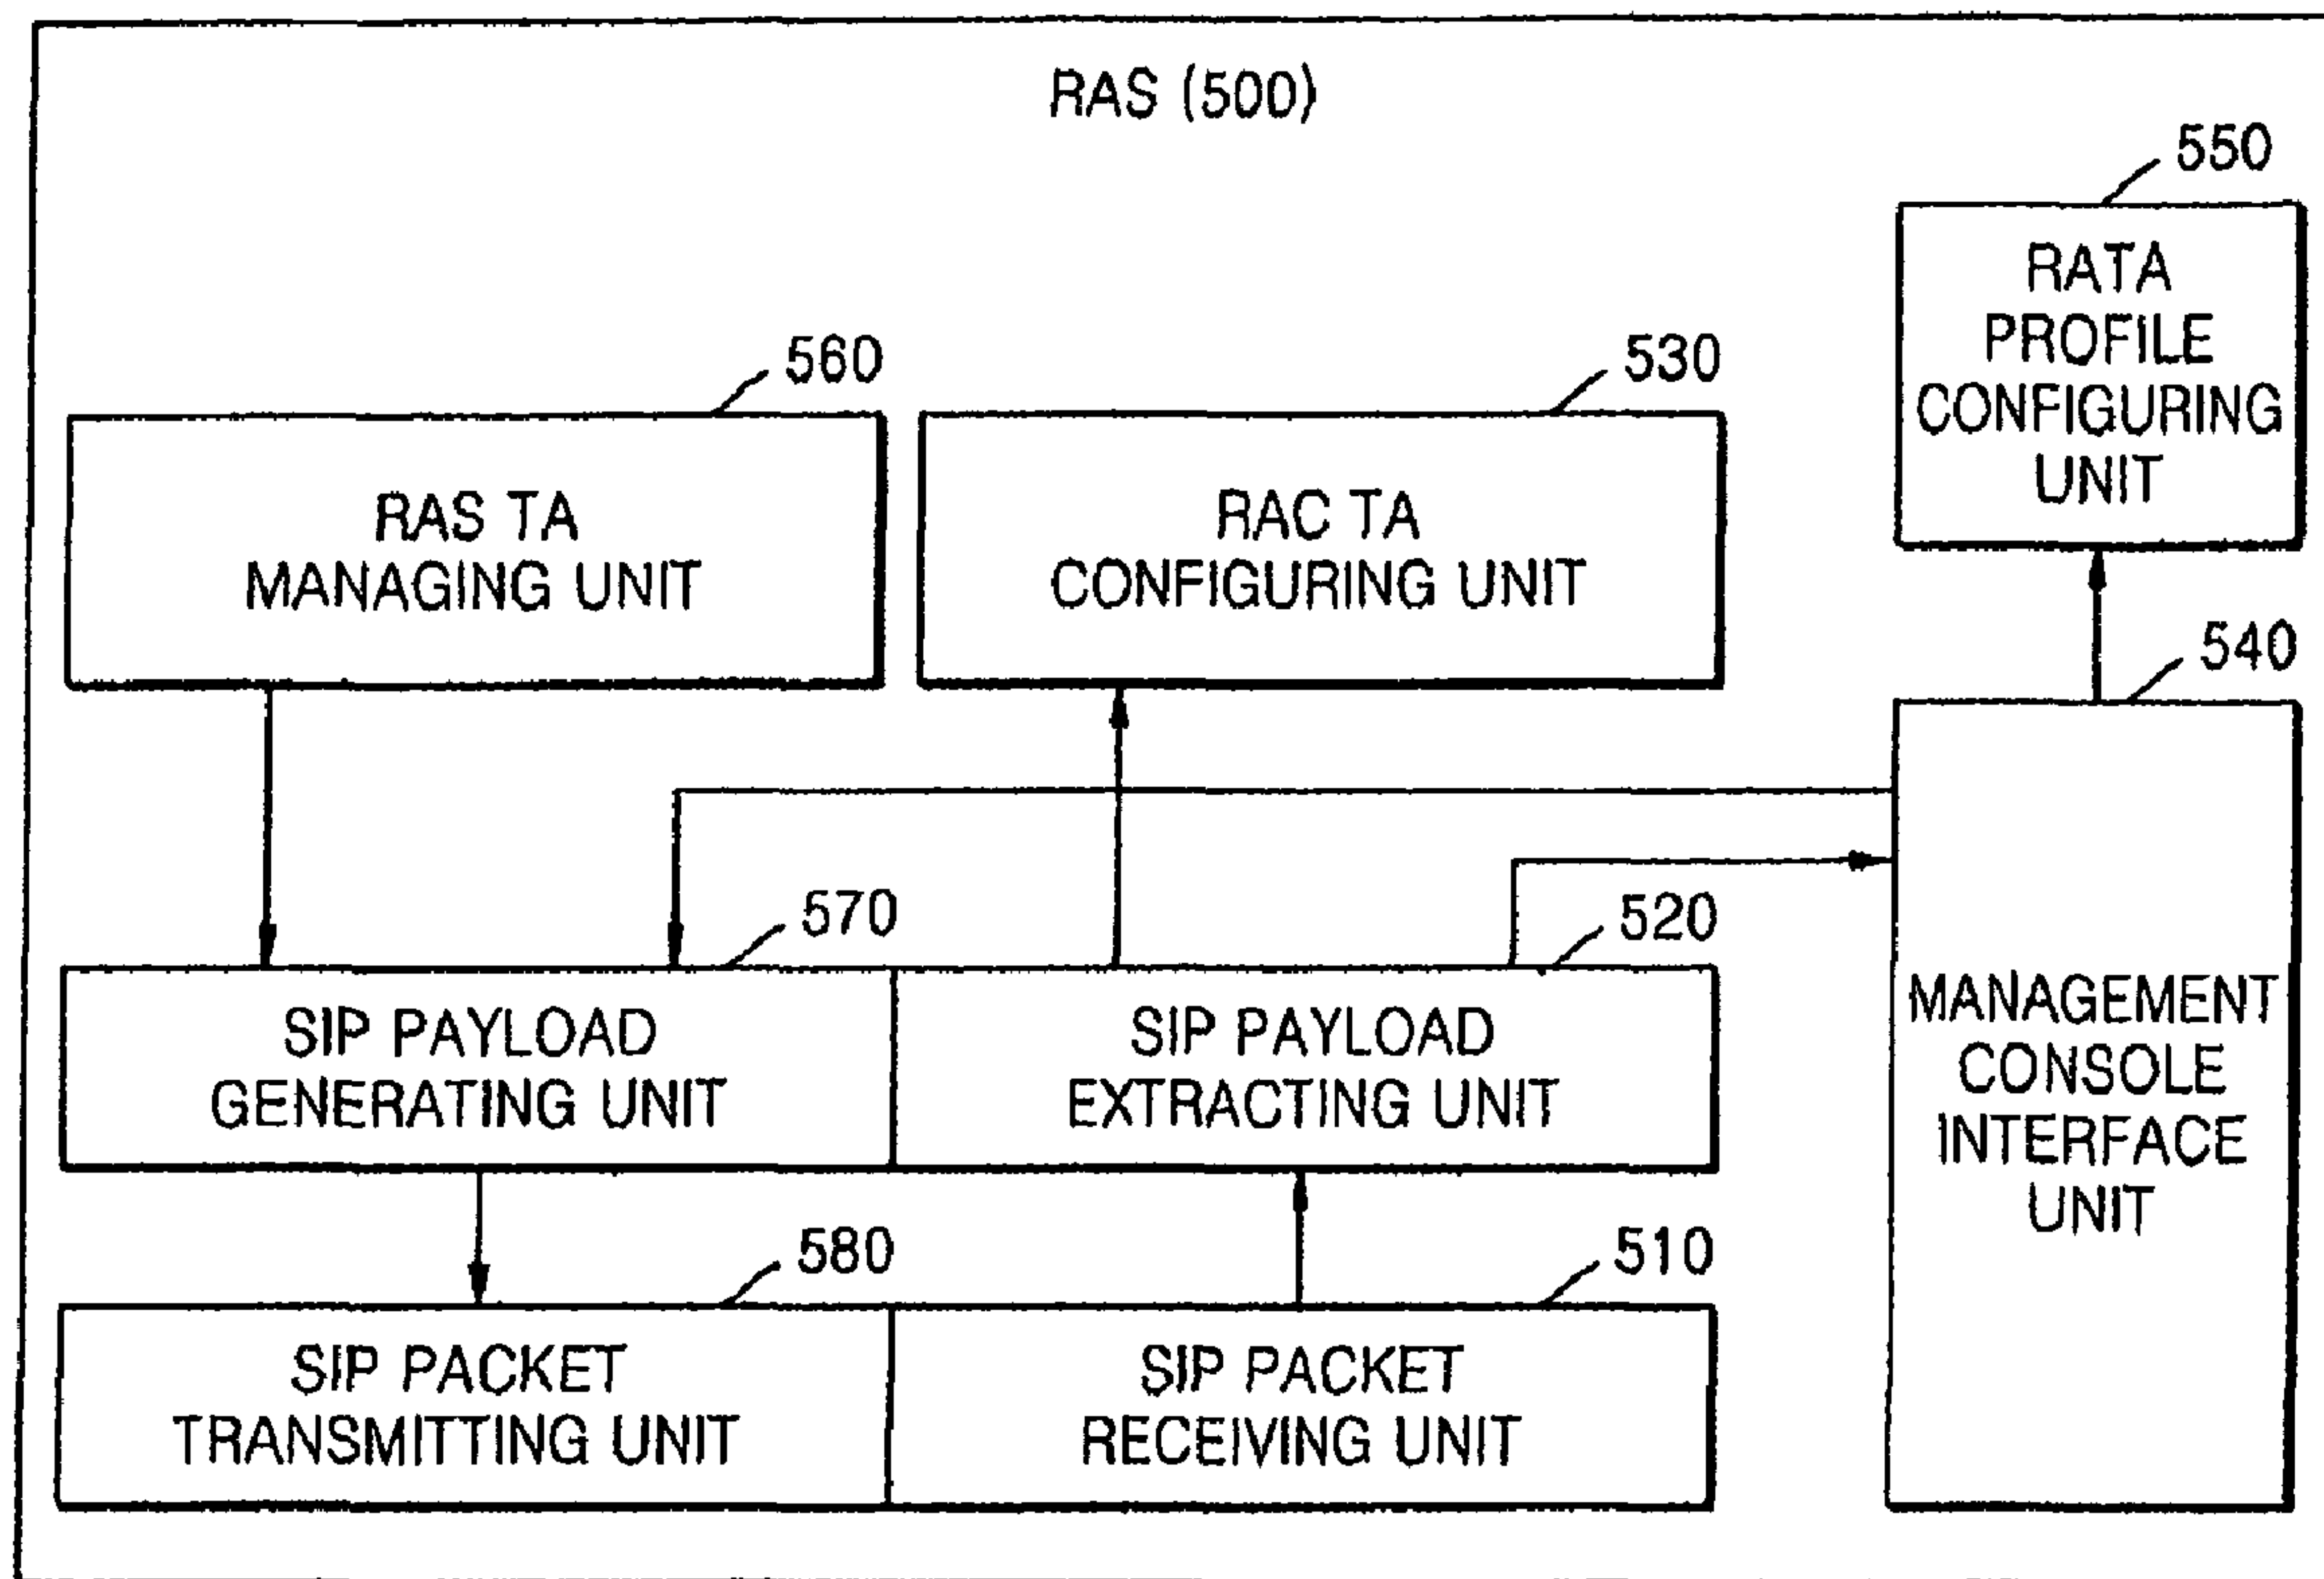 RAS (500)
550
RATA
PROFILE
CONFIGURING
UNIT
560
530
RAS TA
MANAGING UNIT
RAC TA
CONFIGURING UNIT
540
570
520
SIP PAYLOAD
GENERATING UNIT
SIP PAYLOAD
EXTRACTING UNIT
MANAGEMENT
CONSOLE
INTERFACE
UNIT
580
510
SIP PACKET
TRANSMITTING UNIT
SIP PACKET
RECEIVING UNIT